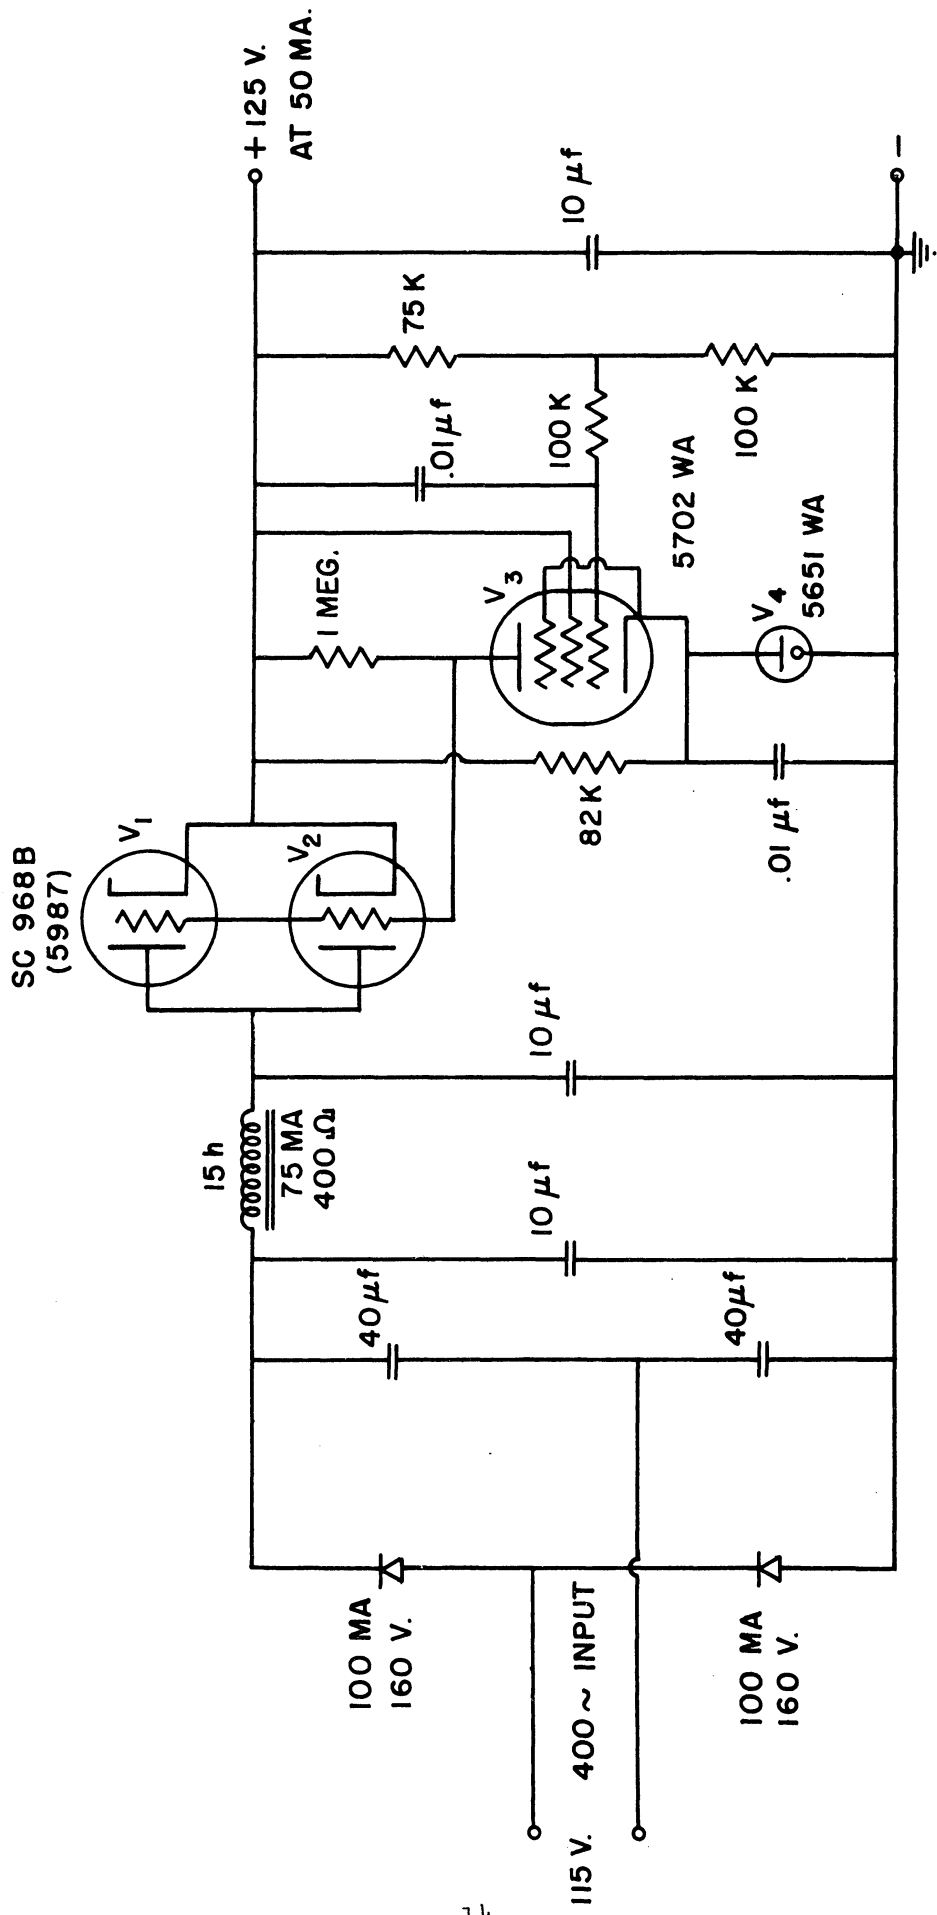 115 V. 400 ~ INPUT
100 MA
160 V.
100 MA
160 V.
40 µf
40 µf
10 µf
15 h
75 MA
400 Ω
10 µf
SC 968B
(5987)
V1
V2
82 K
.01 µf
1 MEG.
V3
5702 WA
V4
5651 WA
.01 µf
100 K
75 K
100 K
10 µf
+ 125 V.
AT 50 MA.
−